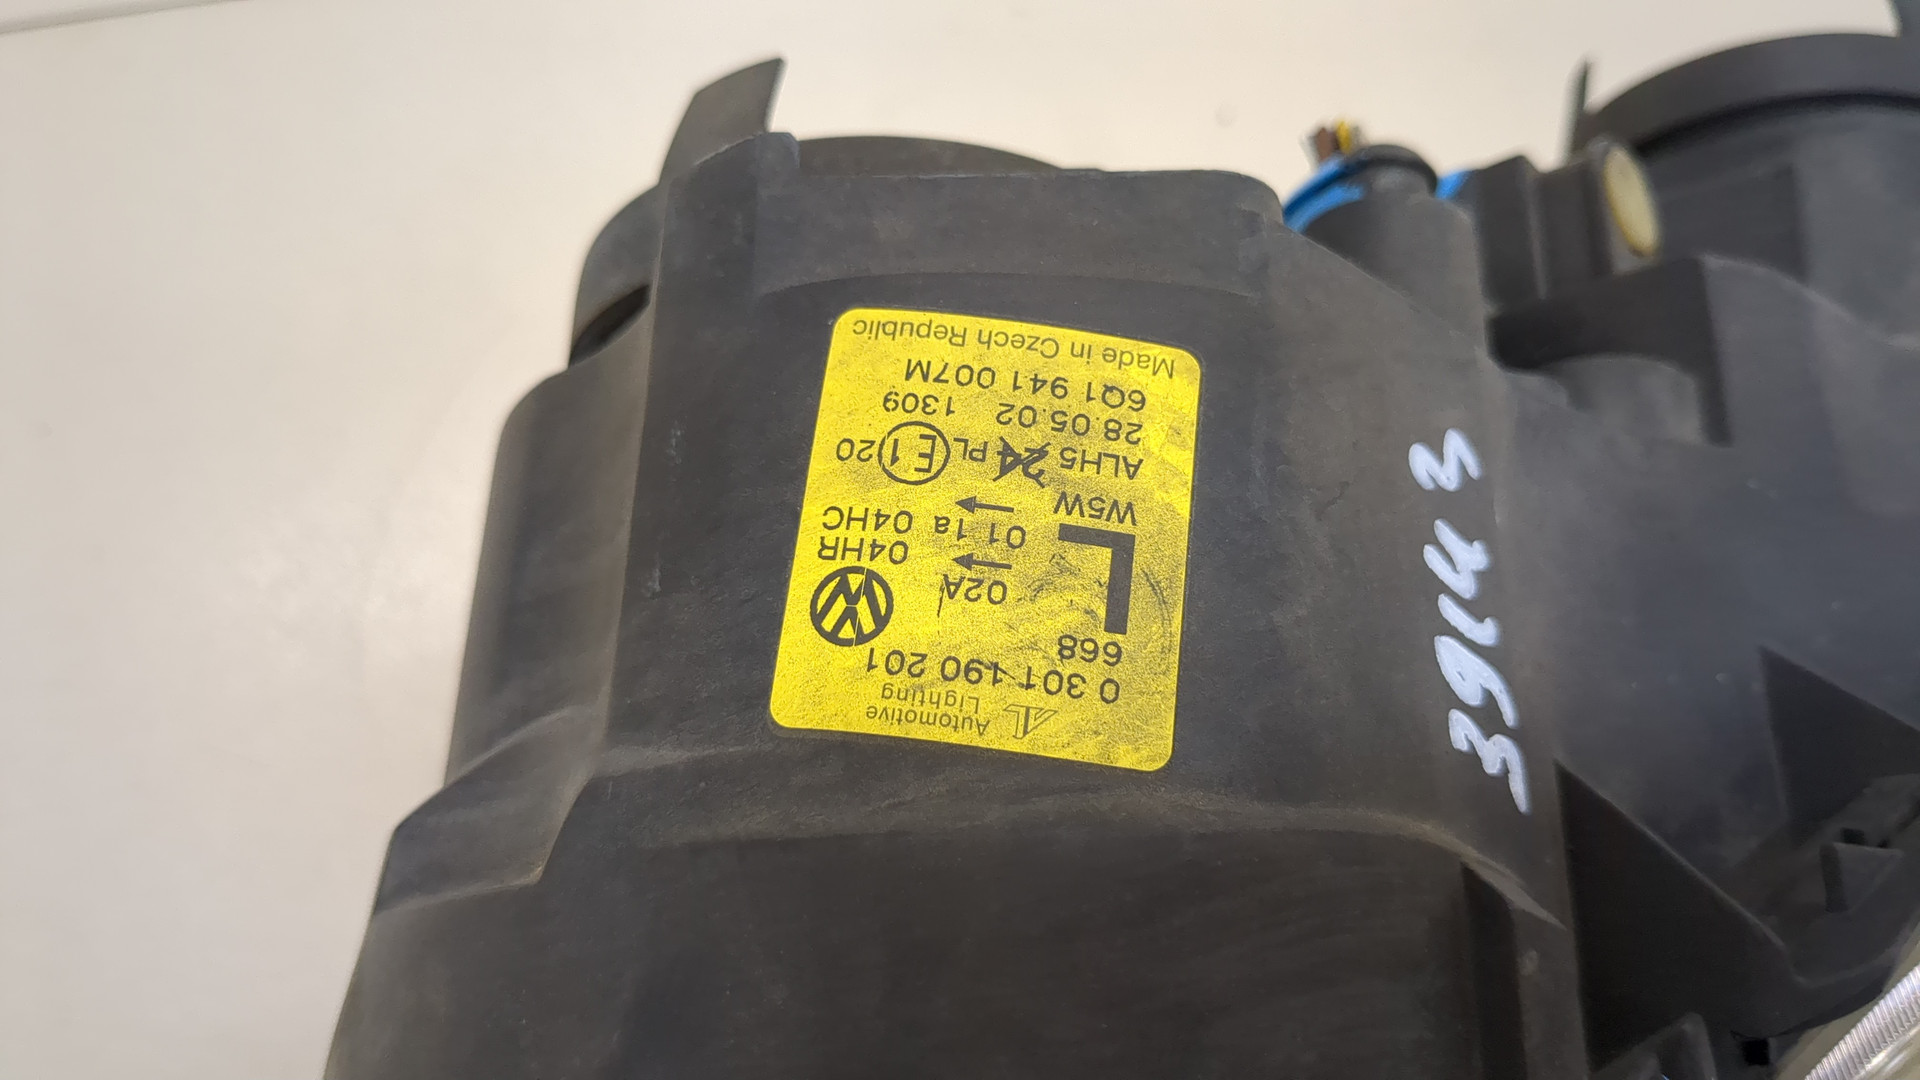 AL Automotive
Lighting
0 301 190 201
668
L
02A
04HR
01 1a 04HC
W5W
ALH5 24 PL E1 20
28.05.02 1309
6Q1 941 007M
Made in Czech Republic